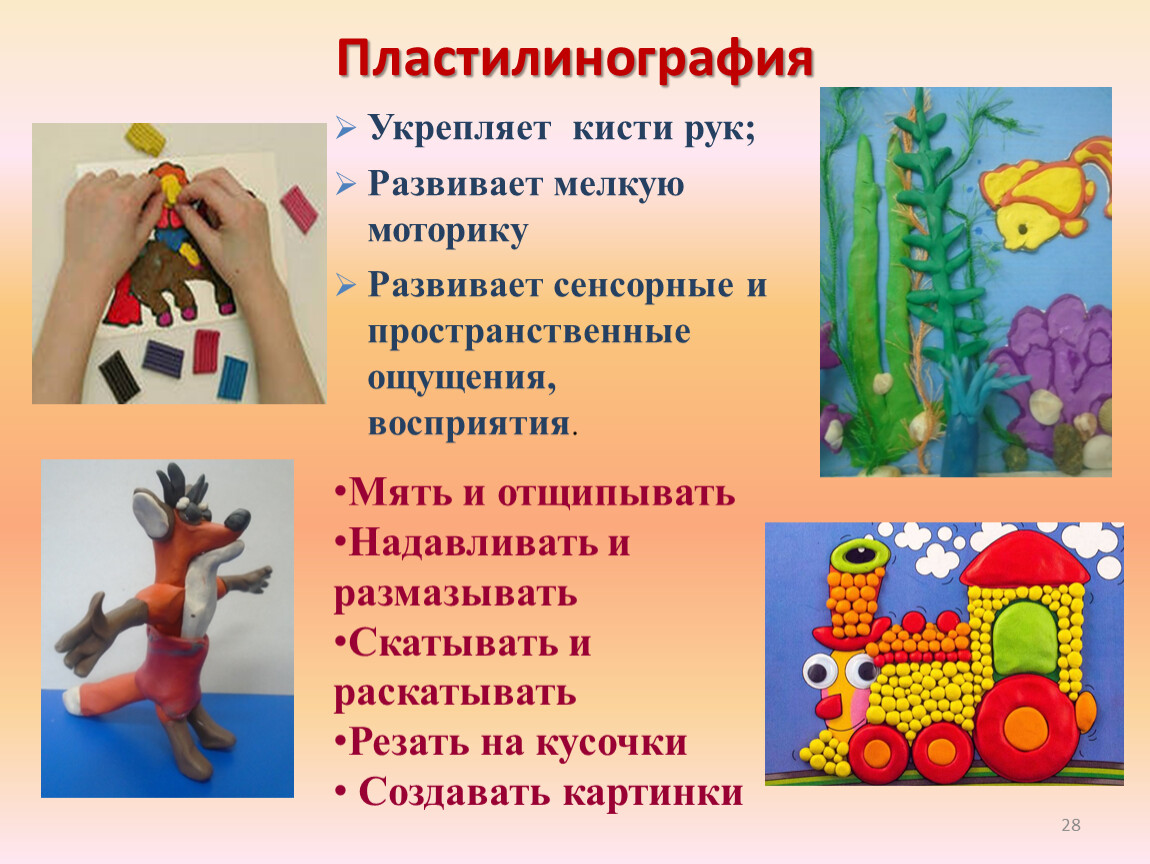 Пластилинография
➢ Укрепляет кисти рук;
➢ Развивает мелкую
моторику
➢ Развивает сенсорные и
пространственные
ощущения,
восприятия.
•Мять и отщипывать
•Надавливать и
размазывать
•Скатывать и
раскатывать
•Резать на кусочки
• Создавать картинки
28